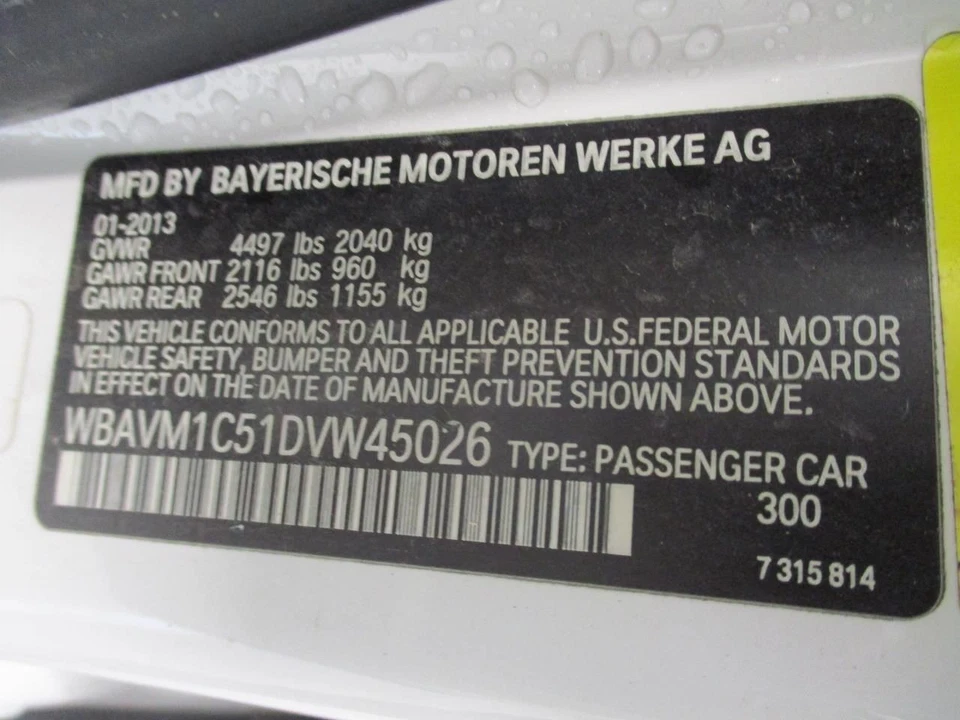 MFD BY BAYERISCHE MOTOREN WERKE AG
01-2013
GVWR 4497 lbs 2040 kg
GAWR FRONT 2116 lbs 960 kg
GAWR REAR 2546 lbs 1155 kg
THIS VEHICLE CONFORMS TO ALL APPLICABLE U.S.FEDERAL MOTOR
VEHICLE SAFETY, BUMPER AND THEFT PREVENTION STANDARDS
IN EFFECT ON THE DATE OF MANUFACTURE SHOWN ABOVE.
WBAVM1C51DVW45026 TYPE: PASSENGER CAR
300
7 315 814